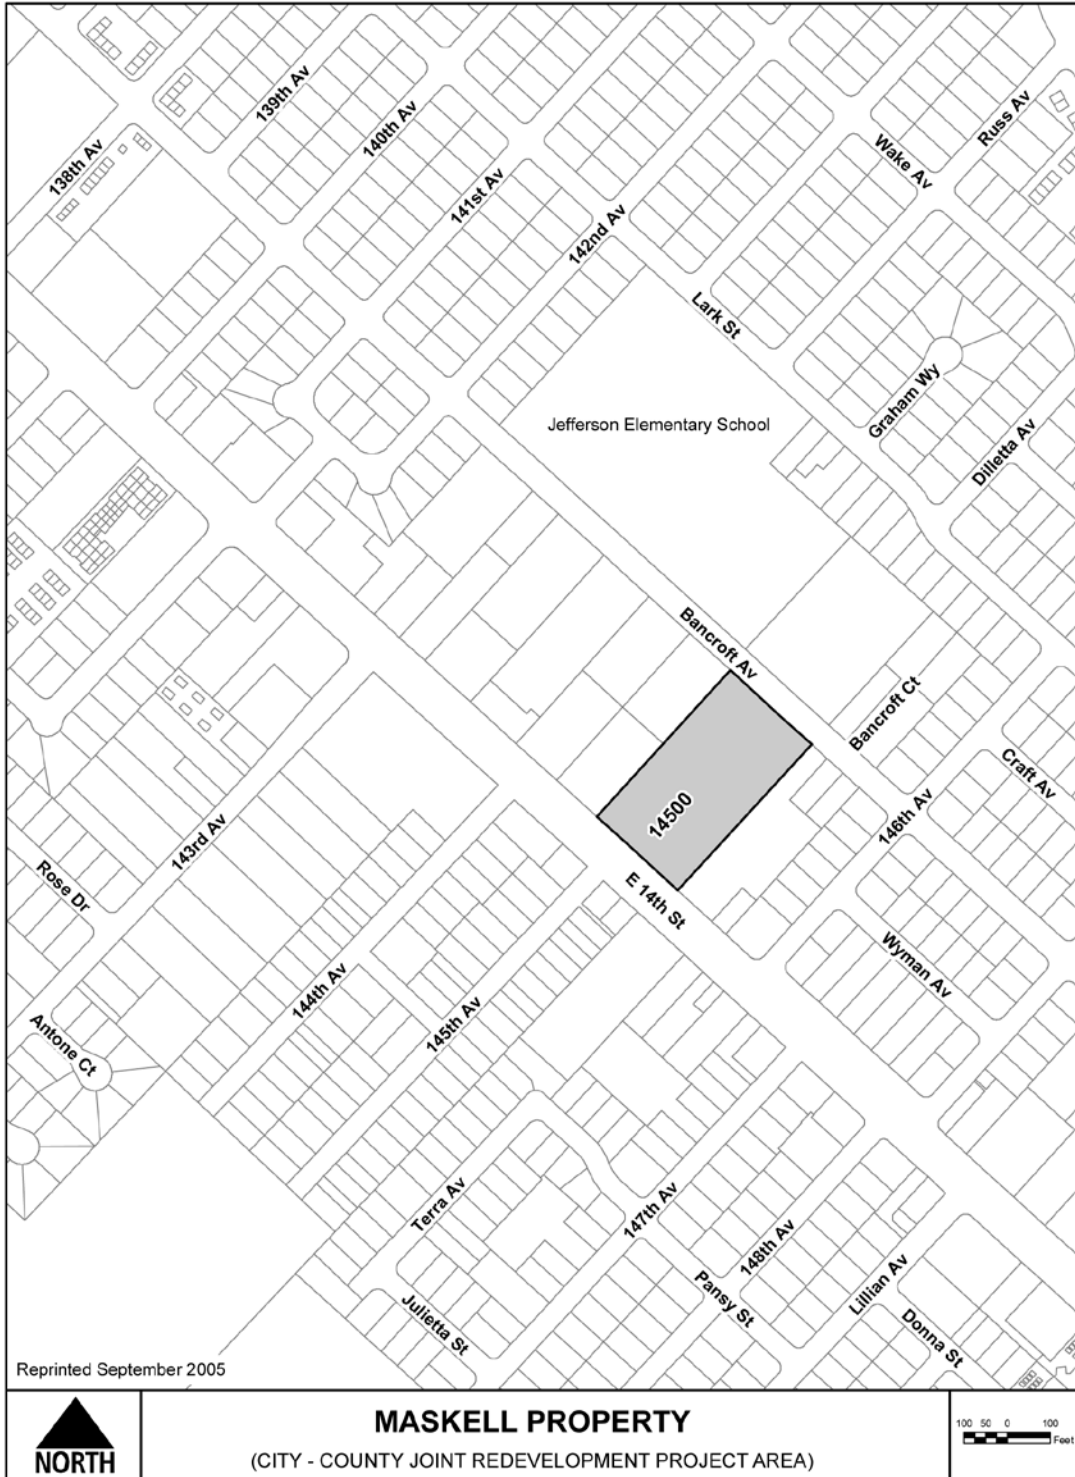 138th Av
139th Av
140th Av
141st Av
142nd Av
Russ Av
Wake Av
Lark St
Graham Wy
Dilletta Av
Jefferson Elementary School
Bancroft Av
Bancroft Ct
Craft Av
146th Av
14500
E 14th St
Wyman Av
143rd Av
Rose Dr
144th Av
145th Av
Antone Ct
Terra Av
147th Av
148th Av
Lillian Av
Julietta St
Pansy St
Donna St
Reprinted September 2005
NORTH
MASKELL PROPERTY
(CITY - COUNTY JOINT REDEVELOPMENT PROJECT AREA)
100 50 0 100
Feet